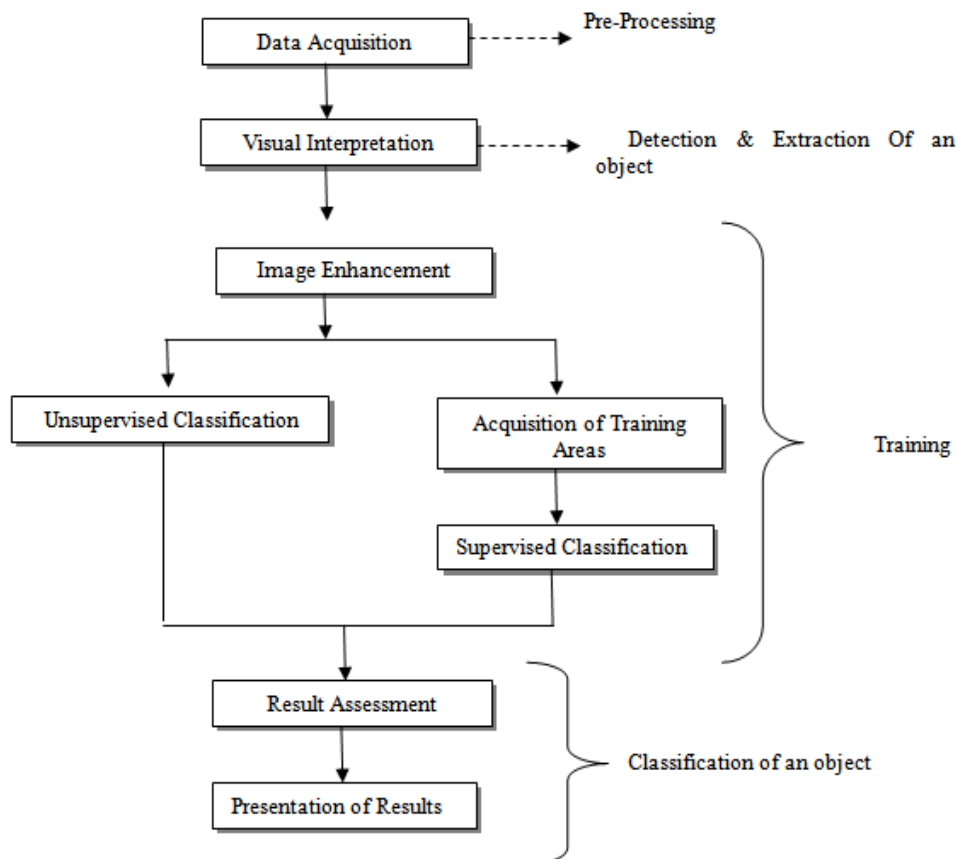 Data Acquisition
Pre-Processing
Visual Interpretation
Detection & Extraction Of an
object
Image Enhancement
Unsupervised Classification
Acquisition of Training
Areas
Training
Supervised Classification
Result Assessment
Classification of an object
Presentation of Results